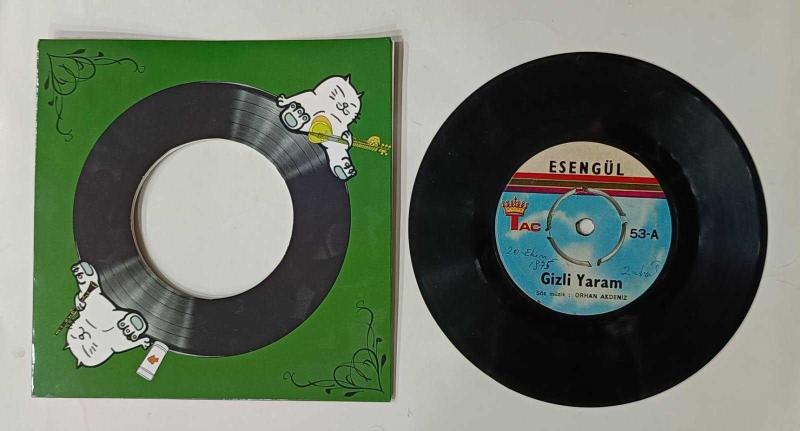 ESENGÜL
TAC
53-A
20-Ekim
1975
Gizli Yaram
Söz müzik : ORHAN AKDENİZ